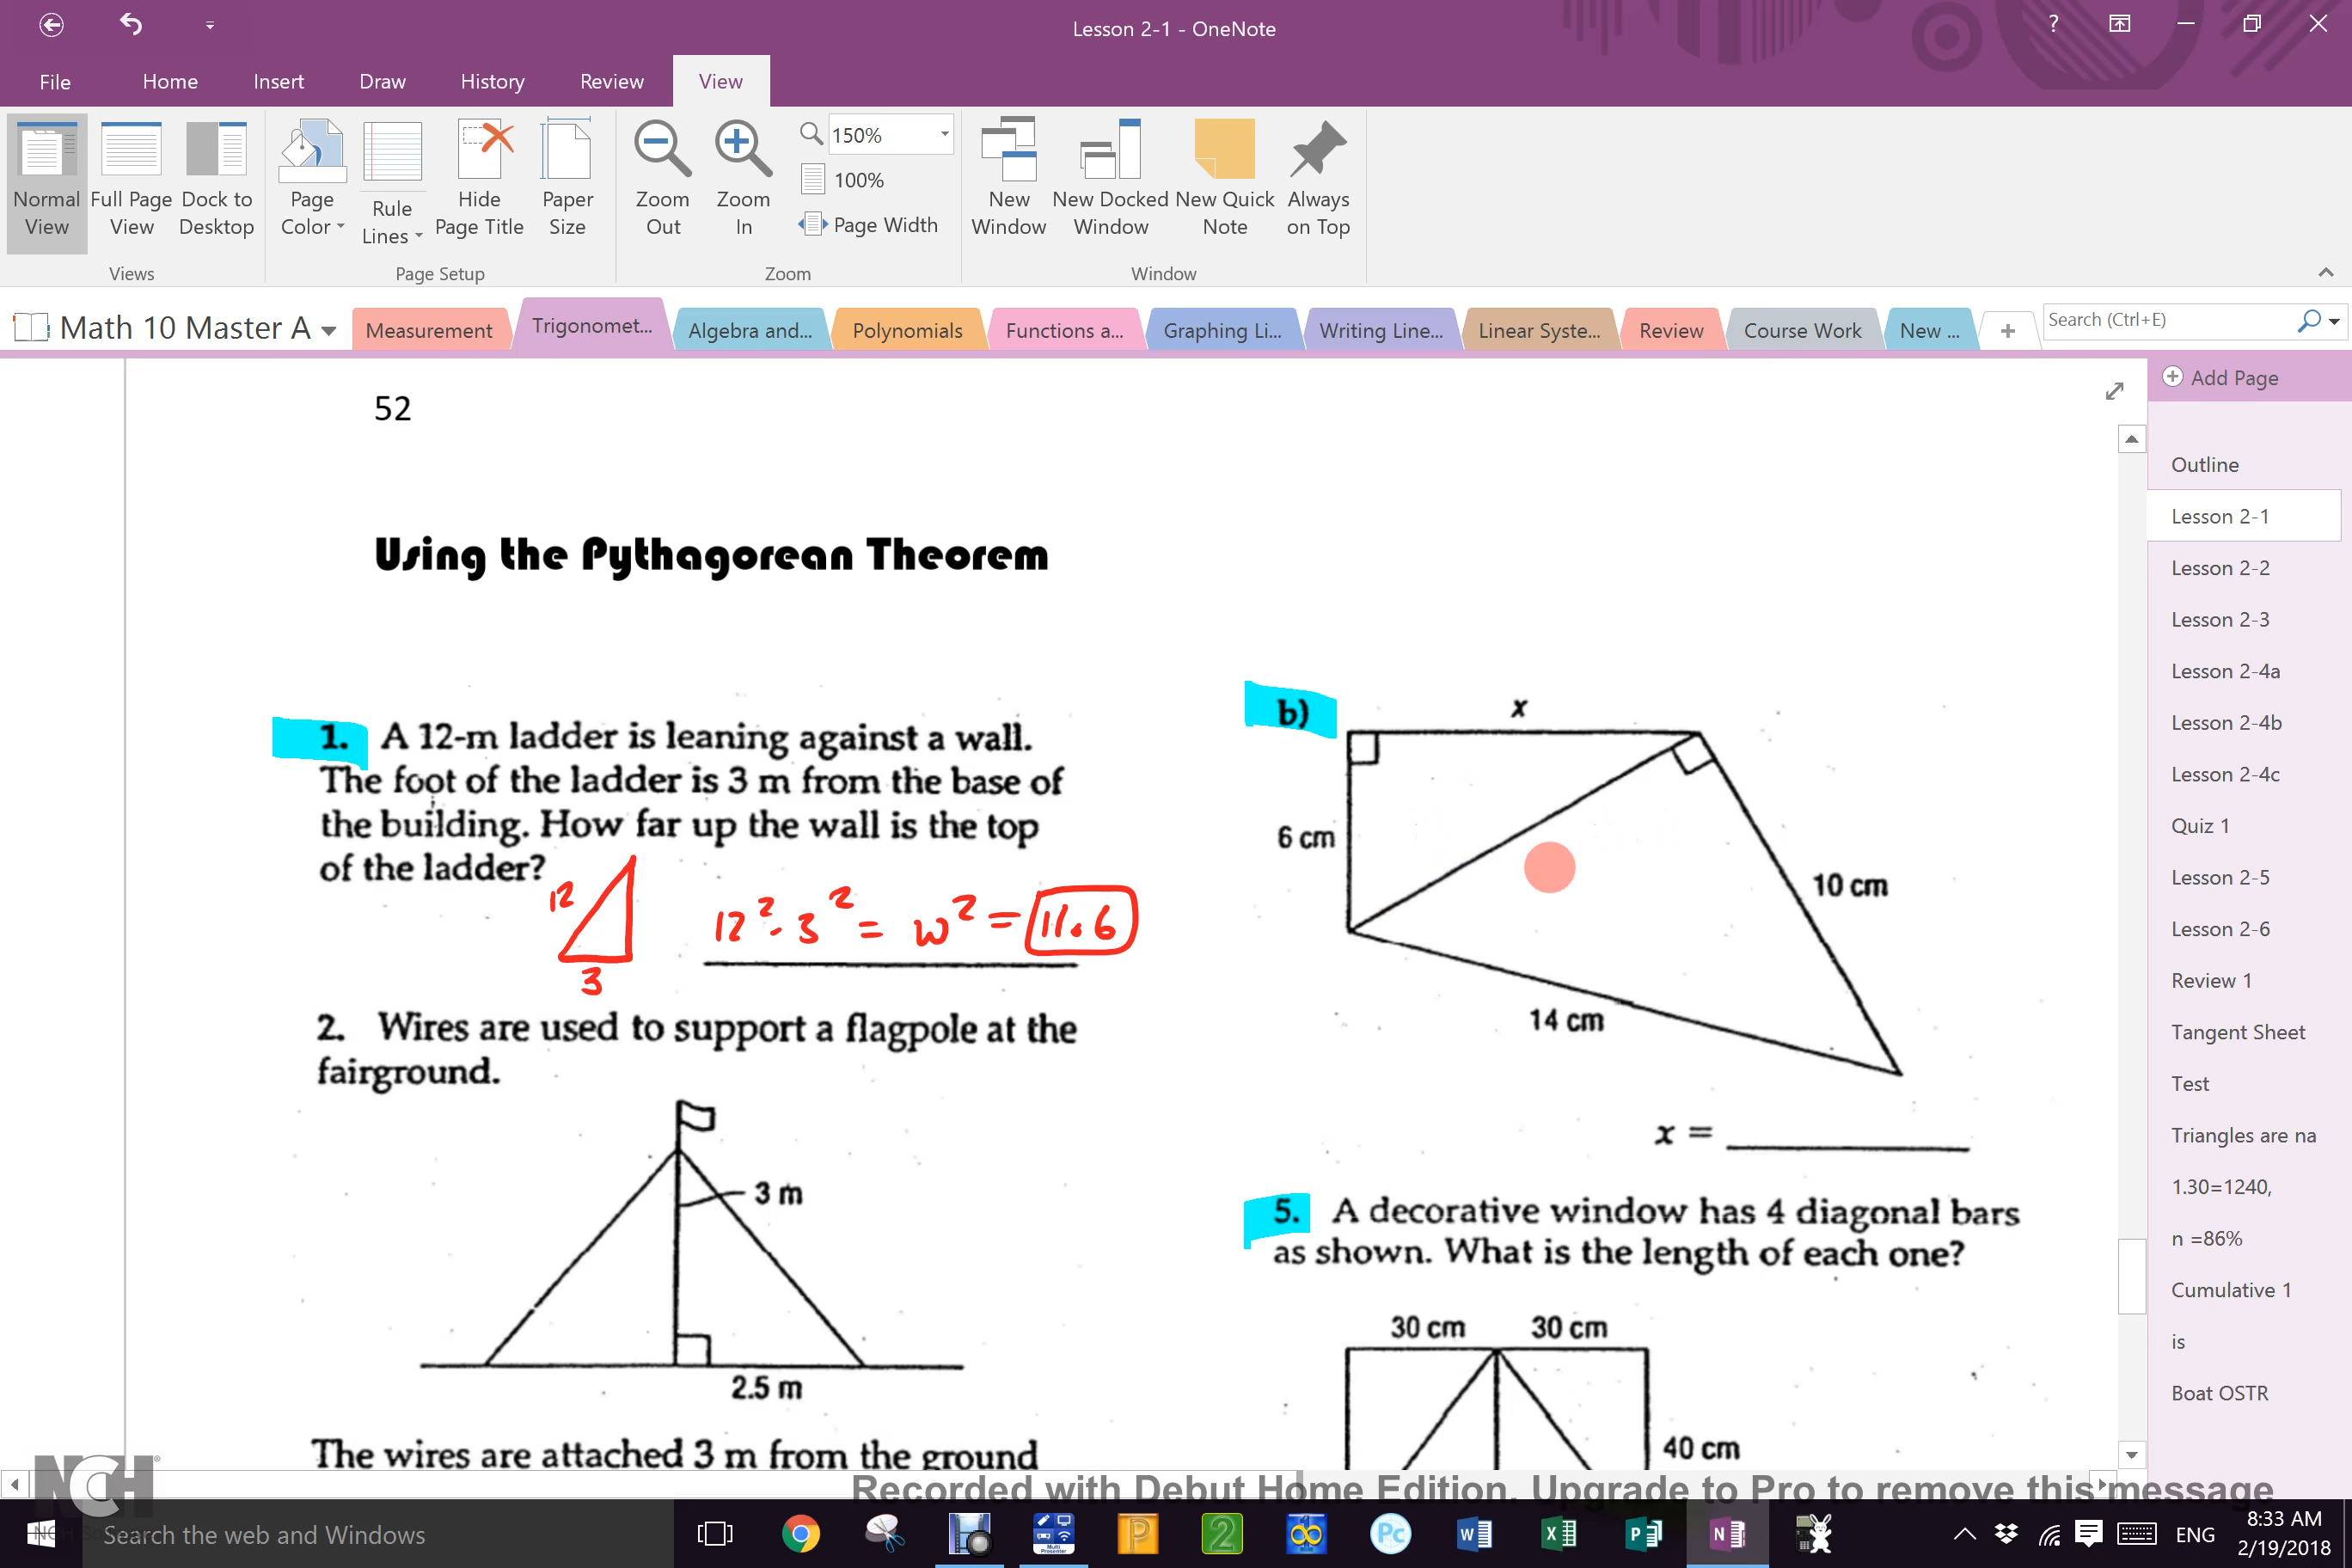 Lesson 2-1 - OneNote
?
File Home Insert Draw History Review View
Normal View
Full Page View
Dock to Desktop
Page Color
Rule Lines
Hide Page Title
Paper Size
Zoom Out
Zoom In
150%
100%
Page Width
New Window
New Docked Window
New Quick Note
Always on Top
Views Page Setup Zoom Window
Math 10 Master A Measurement Trigonomet... Algebra and... Polynomials Functions a... Graphing Li... Writing Line... Linear Syste... Review Course Work New ... + Search (Ctrl+E)
52
Using the Pythagorean Theorem
1. A 12-m ladder is leaning against a wall.
The foot of the ladder is 3 m from the base of
the building. How far up the wall is the top
of the ladder?
12
3
12² - 3² = w² = 11.6
2. Wires are used to support a flagpole at the
fairground.
3 m
2.5 m
The wires are attached 3 m from the ground
b)
x
6 cm
10 cm
14 cm
x =
5. A decorative window has 4 diagonal bars
as shown. What is the length of each one?
30 cm 30 cm
40 cm
Add Page
Outline
Lesson 2-1
Lesson 2-2
Lesson 2-3
Lesson 2-4a
Lesson 2-4b
Lesson 2-4c
Quiz 1
Lesson 2-5
Lesson 2-6
Review 1
Tangent Sheet
Test
Triangles are na
1.30=1240,
n =86%
Cumulative 1
is
Boat OSTR
NCH
Recorded with Debut Home Edition. Upgrade to Pro to remove this message
Search the web and Windows
ENG
8:33 AM
2/19/2018